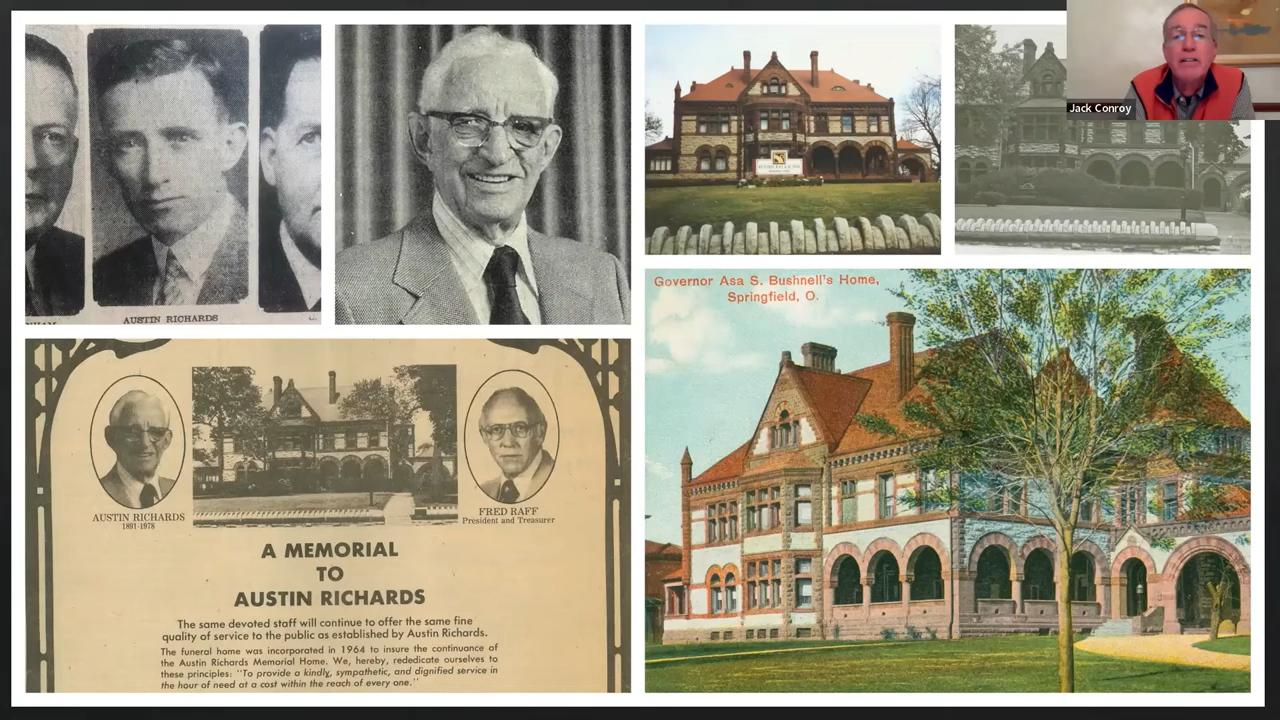 Jack Conroy
AUSTIN RICHARDS
Governor Asa S. Bushnell's Home,
Springfield, O.
AUSTIN RICHARDS
1891-1978
FRED RAFF
President and Treasurer
A MEMORIAL
TO
AUSTIN RICHARDS
The same devoted staff will continue to offer the same fine
quality of service to the public as established by Austin Richards.
The funeral home was incorporated in 1964 to insure the continuance of
the Austin Richards Memorial Home. We, hereby, rededicate ourselves to
these principles: "To provide a kindly, sympathetic, and dignified service in
the hour of need at a cost within the reach of every one."